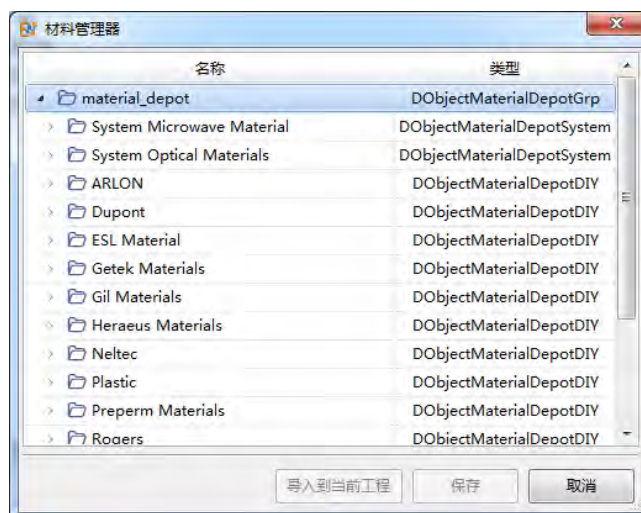 材料管理器
名称 类型
material_depot DObjectMaterialDepotGrp
System Microwave Material DObjectMaterialDepotSystem
System Optical Materials DObjectMaterialDepotSystem
ARLON DObjectMaterialDepotDIY
Dupont DObjectMaterialDepotDIY
ESL Material DObjectMaterialDepotDIY
Getek Materials DObjectMaterialDepotDIY
Gil Materials DObjectMaterialDepotDIY
Heraeus Materials DObjectMaterialDepotDIY
Neltec DObjectMaterialDepotDIY
Plastic DObjectMaterialDepotDIY
Preperm Materials DObjectMaterialDepotDIY
Rogers DObjectMaterialDepotDIY
导入到当前工程 保存 取消